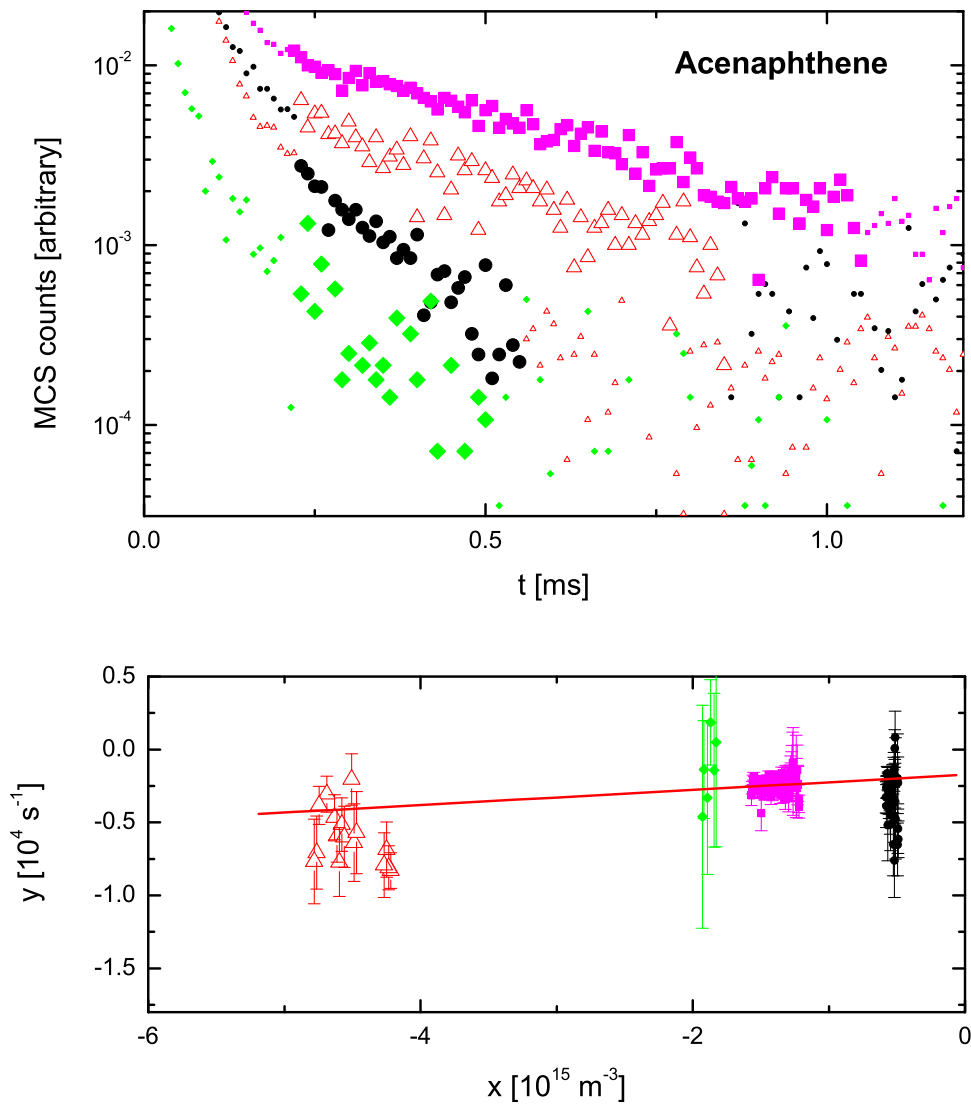 10⁻²
10⁻³
10⁻⁴
MCS counts [arbitrary]
Acenaphthene
0.0 0.5 1.0
t [ms]
0.5
0.0
-0.5
-1.0
-1.5
y [10⁴ s⁻¹]
-6 -4 -2 0
x [10¹⁵ m⁻³]